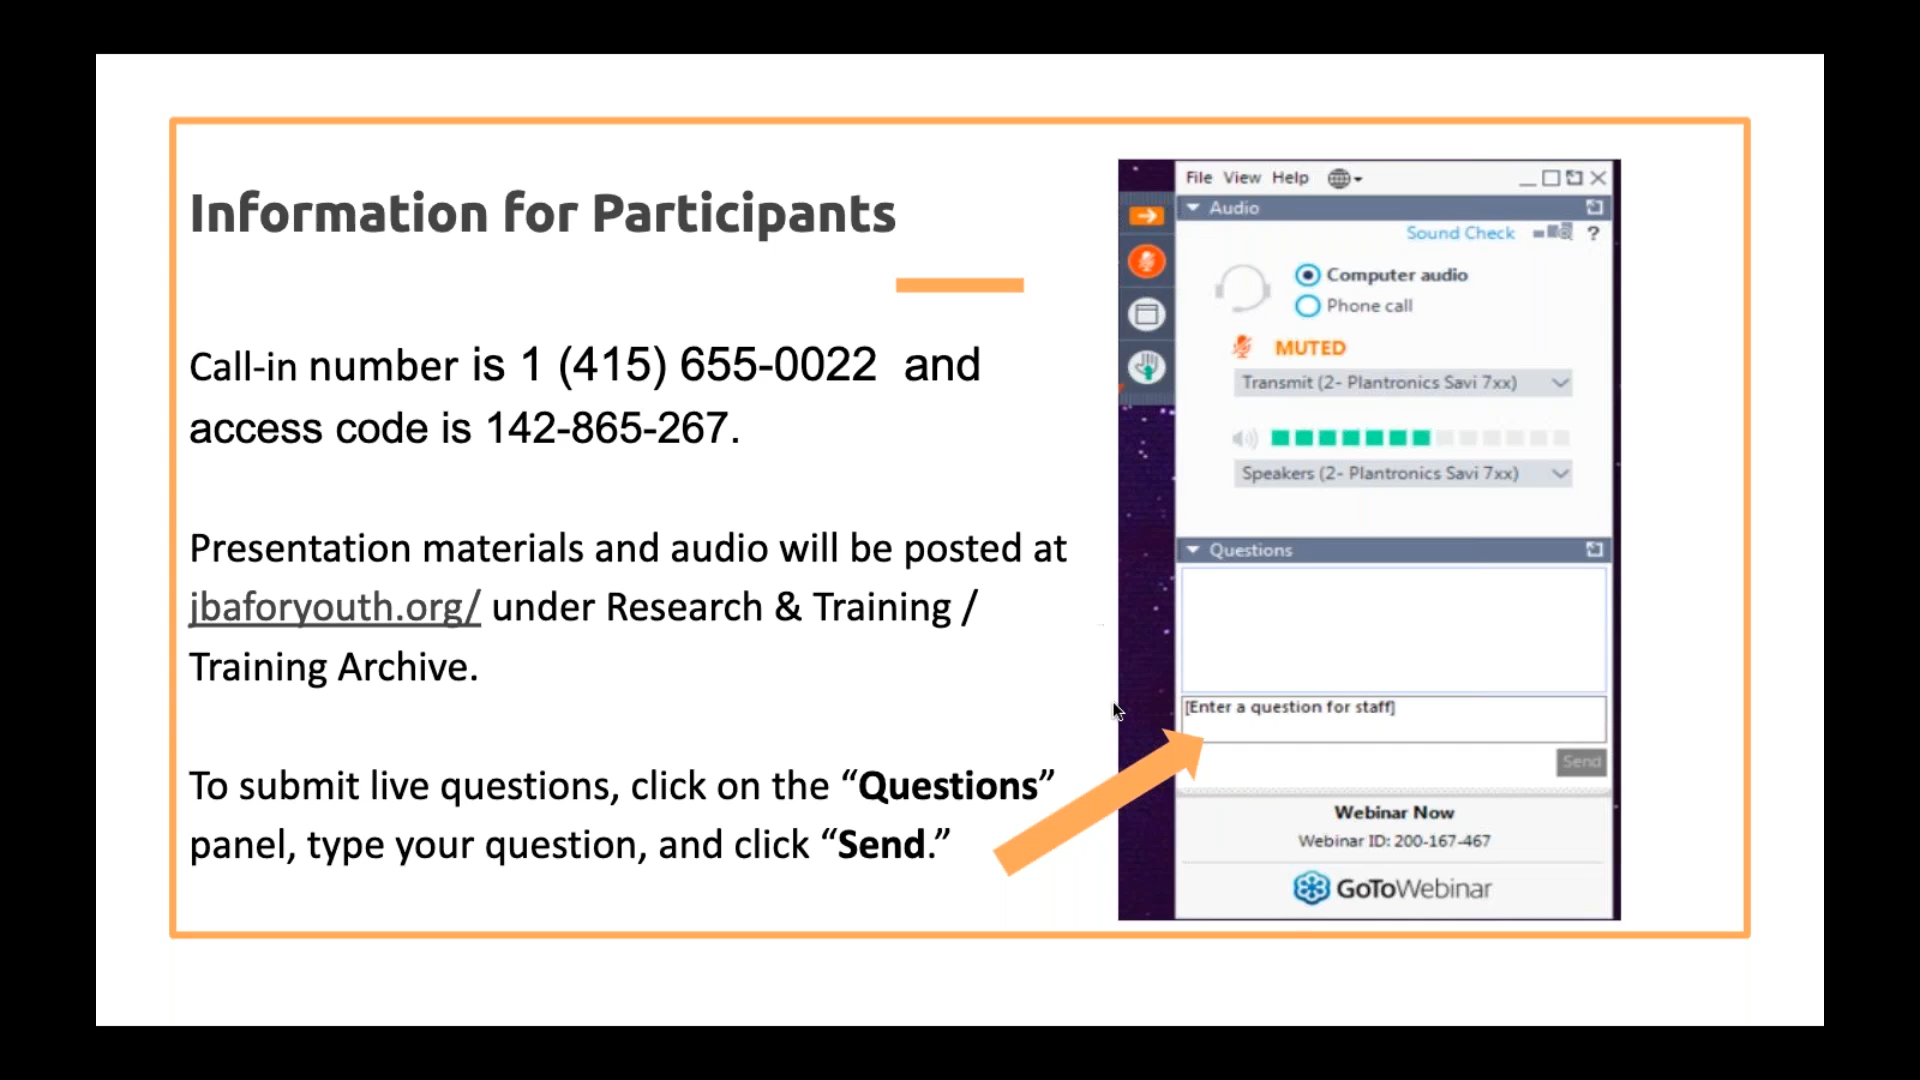 Information for Participants
Call-in number is 1 (415) 655-0022 and
access code is 142-865-267.
Presentation materials and audio will be posted at
jbaforyouth.org/ under Research & Training /
Training Archive.
To submit live questions, click on the “Questions”
panel, type your question, and click “Send.”
File View Help
Audio
Sound Check ?
Computer audio
Phone call
MUTED
Transmit (2- Plantronics Savi 7xx)
Speakers (2- Plantronics Savi 7xx)
Questions
[Enter a question for staff]
Send
Webinar Now
Webinar ID: 200-167-467
GoToWebinar